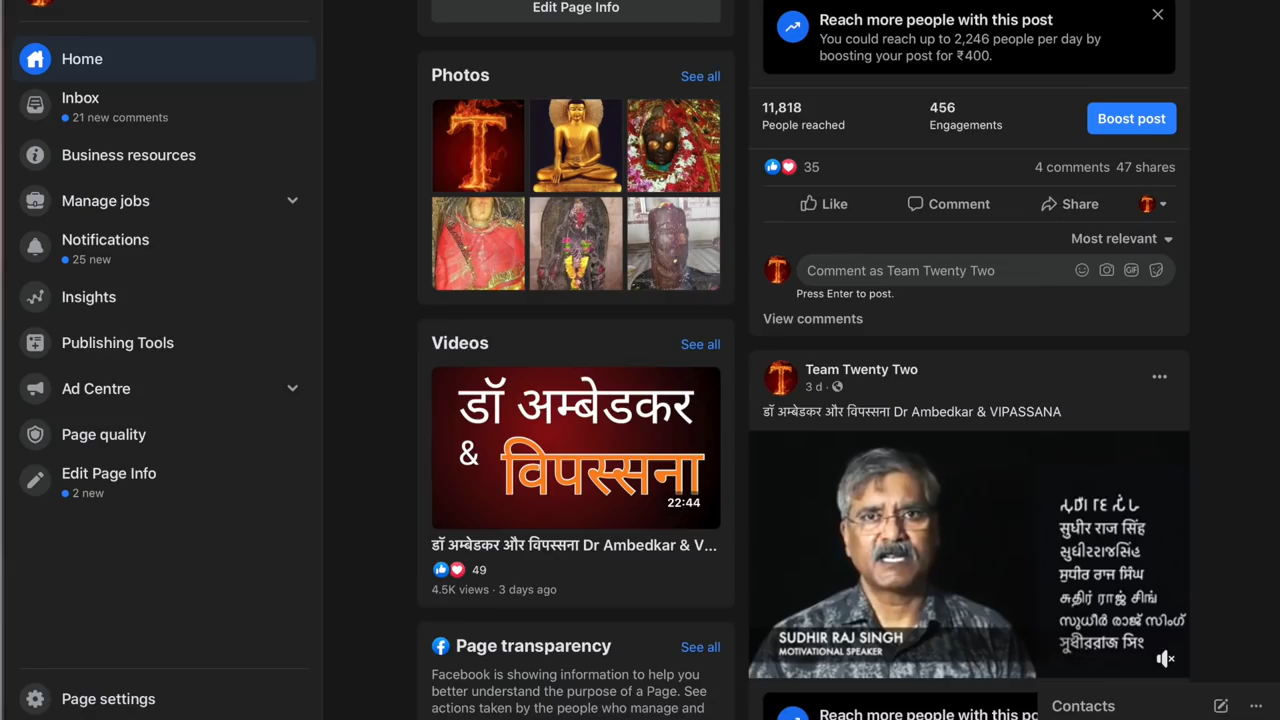 Home
Inbox
21 new comments
Business resources
Manage jobs
Notifications
25 new
Insights
Publishing Tools
Ad Centre
Page quality
Edit Page Info
2 new
Page settings
Edit Page Info
Photos
See all
Videos
See all
डॉ अम्बेडकर
&
विपस्सना
22:44
डॉ अम्बेडकर और विपस्सना Dr Ambedkar & V...
49
4.5K views · 3 days ago
Page transparency
See all
Facebook is showing information to help you
better understand the purpose of a Page. See
actions taken by the people who manage and
Reach more people with this post
You could reach up to 2,246 people per day by
boosting your post for ₹400.
11,818
People reached
456
Engagements
Boost post
35
4 comments 47 shares
Like
Comment
Share
Most relevant
Comment as Team Twenty Two
GIF
Press Enter to post.
View comments
Team Twenty Two
3 d ·
डॉ अम्बेडकर और विपस्सना Dr Ambedkar & VIPASSANA
सुधीर राज सिंह
SUDHIR RAJ SINGH
MOTIVATIONAL SPEAKER
Reach more people with this po
Contacts